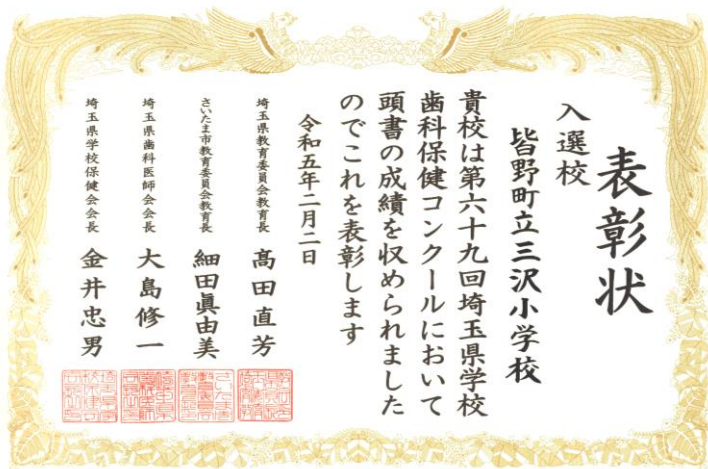 表彰状
入選校
皆野町立三沢小学校
貴校は第六十九回埼玉県学校
歯科保健コンクールにおいて
頭書の成績を収められました
のでこれを表彰します
令和五年二月二日
埼玉県教育委員会教育長 髙田直芳
さいたま市教育委員会教育長 細田眞由美
埼玉県歯科医師会会長 大島修一
埼玉県学校保健会会長 金井忠男